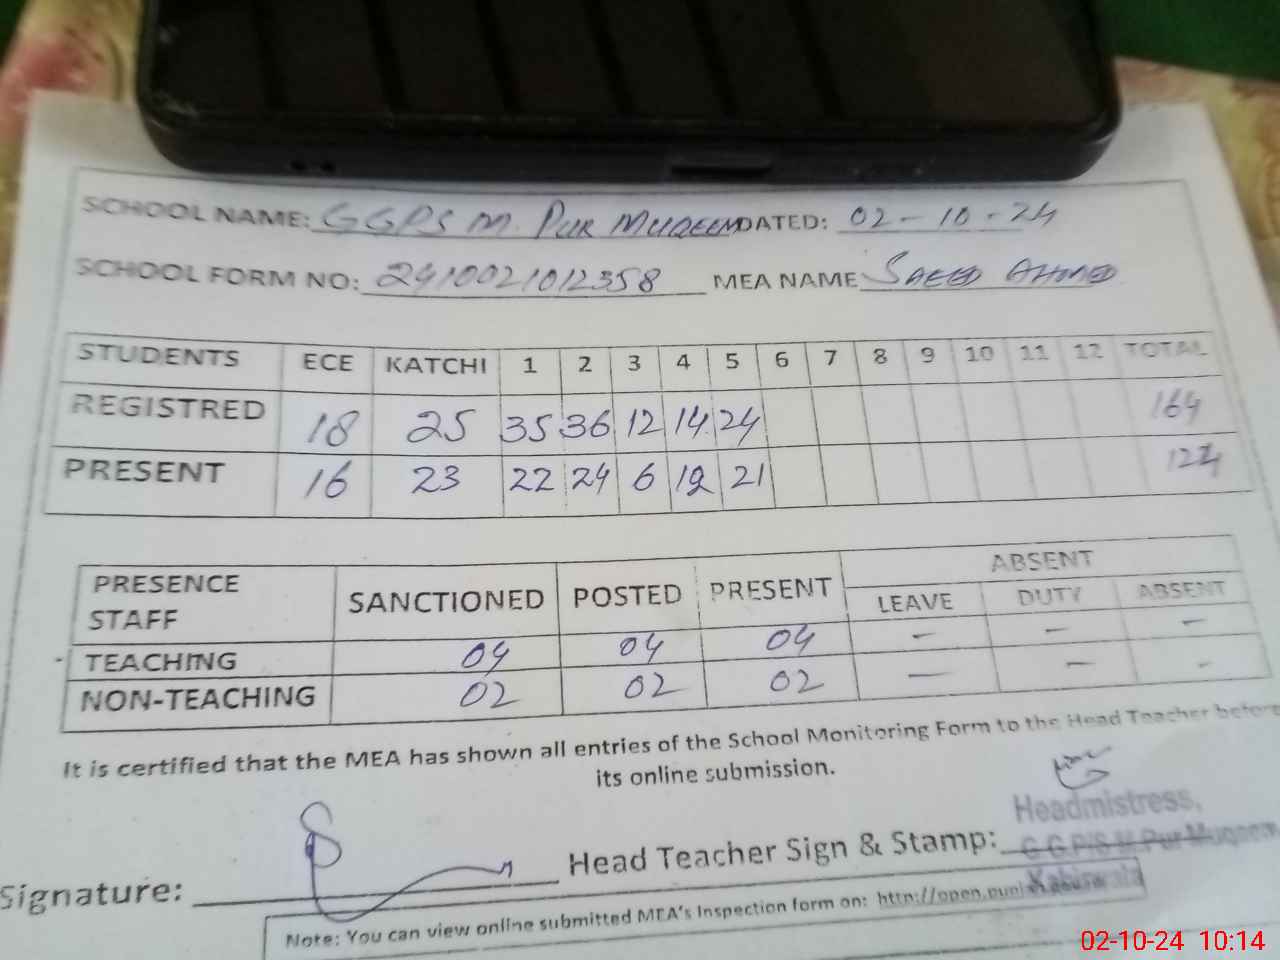 SCHOOL NAME: GGPS M. PUR MUQEEM DATED: 02-10-24
SCHOOL FORM NO: 2410021012358 MEA NAME SAEED AHMED
STUDENTS ECE KATCHI 1 2 3 4 5 6 7 8 9 10 11 12 TOTAL
REGISTRED 18 25 35 36 12 14 24 164
PRESENT 16 23 22 24 6 12 21 124
PRESENCE STAFF SANCTIONED POSTED PRESENT ABSENT
LEAVE DUTY ABSENT
TEACHING 04 04 04 – – –
NON-TEACHING 02 02 02 – – –
It is certified that the MEA has shown all entries of the School Monitoring Form to the Head Teacher before
its online submission.
Headmistress,
Signature: Head Teacher Sign & Stamp: G.G.P/S M.Pur Muqeem
Kabirwala
Note: You can view online submitted MEA's Inspection form on: http://open.punjab
02-10-24 10:14